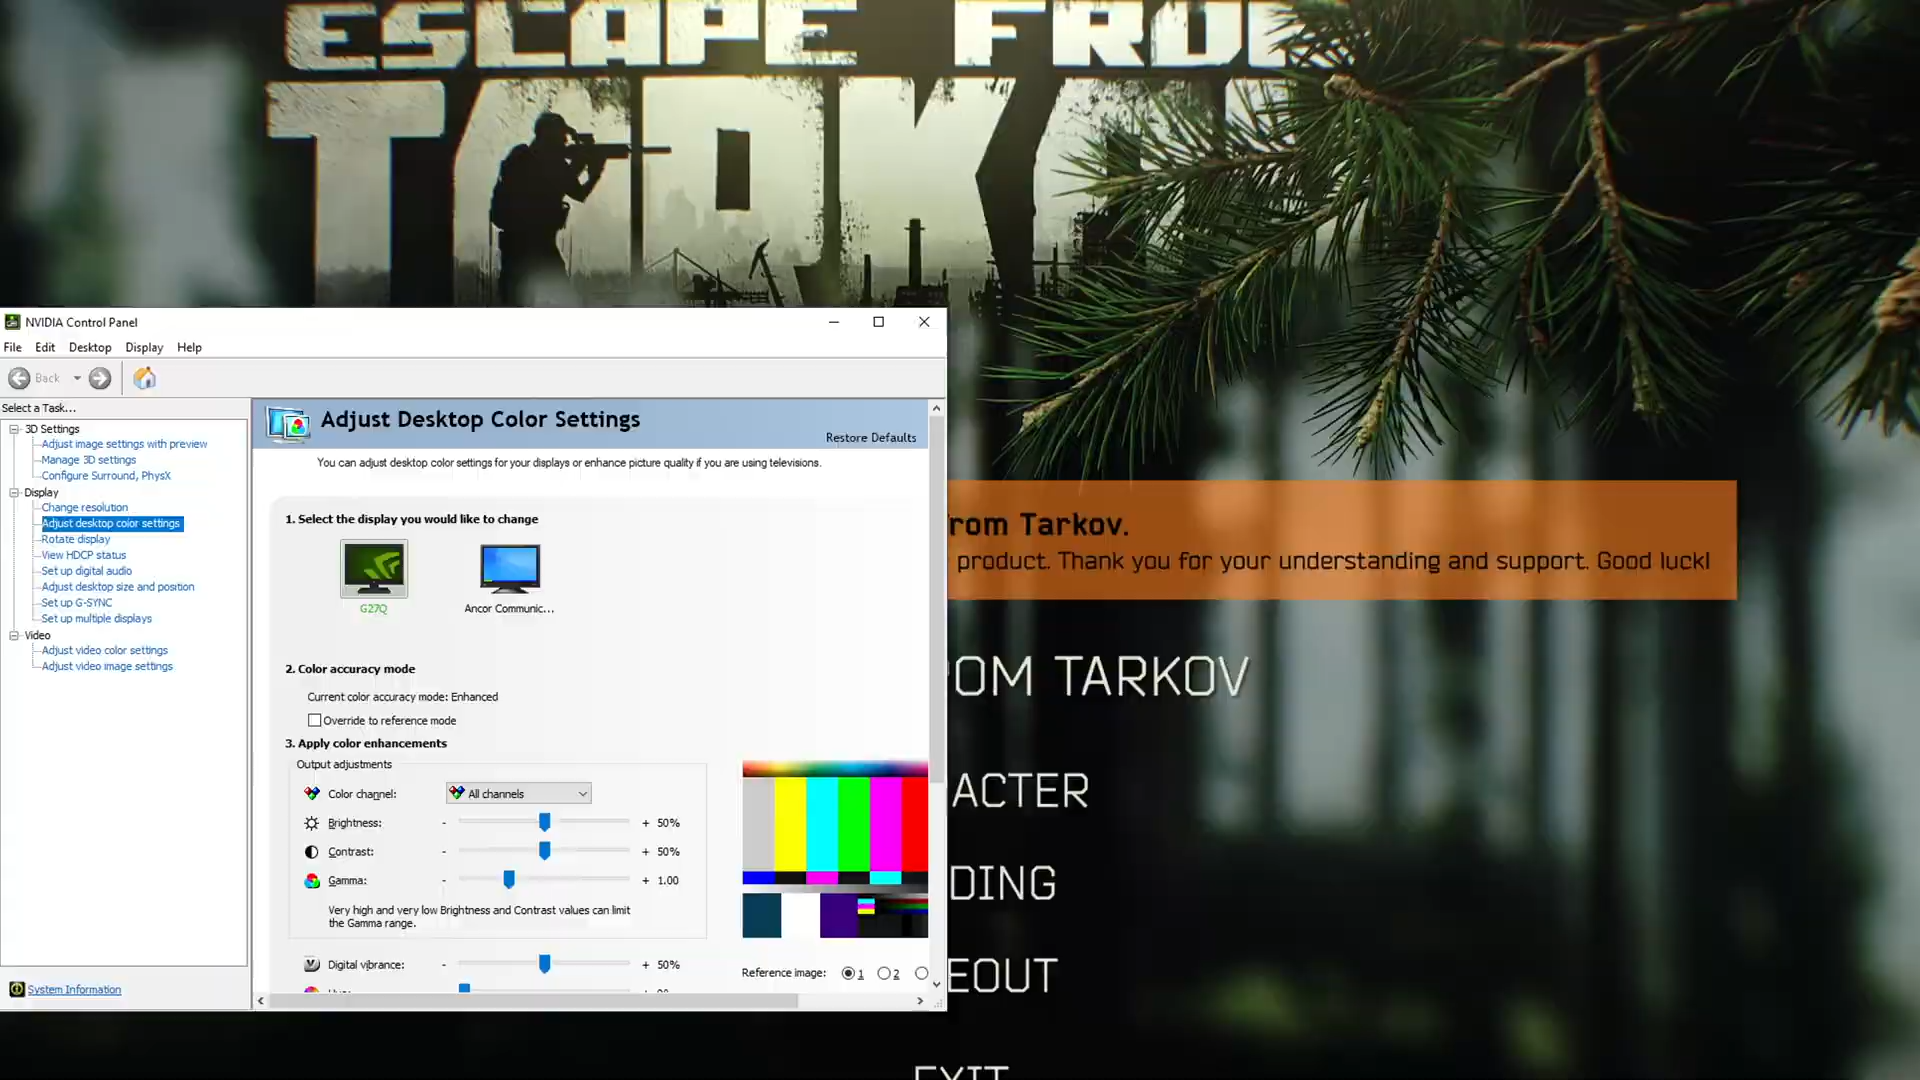 ESCAPE FROM
TARKOV
NVIDIA Control Panel
File Edit Desktop Display Help
Back
Select a Task...
3D Settings
Adjust image settings with preview
Manage 3D settings
Configure Surround, PhysX
Display
Change resolution
Adjust desktop color settings
Rotate display
View HDCP status
Set up digital audio
Adjust desktop size and position
Set up G-SYNC
Set up multiple displays
Video
Adjust video color settings
Adjust video image settings
System Information
Adjust Desktop Color Settings
Restore Defaults
You can adjust desktop color settings for your displays or enhance picture quality if you are using televisions.
1. Select the display you would like to change
G27Q Ancor Communic...
2. Color accuracy mode
Current color accuracy mode: Enhanced
Override to reference mode
3. Apply color enhancements
Output adjustments
Color channel: All channels
Brightness: - + 50%
Contrast: - + 50%
Gamma: - + 1.00
Very high and very low Brightness and Contrast values can limit
the Gamma range.
Digital vibrance: - + 50%
Reference image: 1 2
rom Tarkov.
product. Thank you for your understanding and support. Good luck!
OM TARKOV
ACTER
DING
EOUT
EXIT